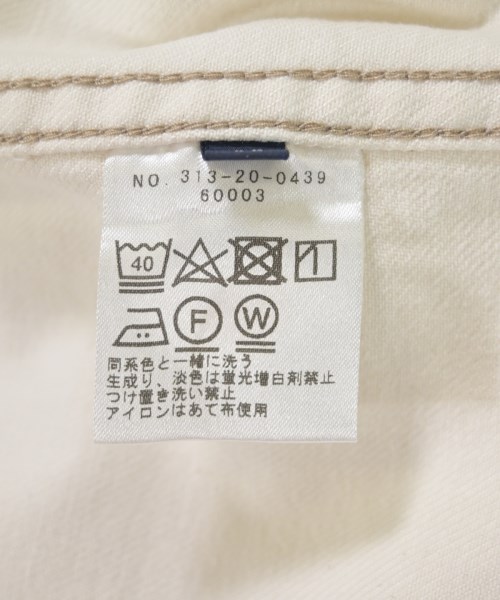 NO. 313-20-0439
60003
40
F W
同系色と一緒に洗う
生成り、淡色は蛍光増白剤禁止
つけ置き洗い禁止
アイロンはあて布使用